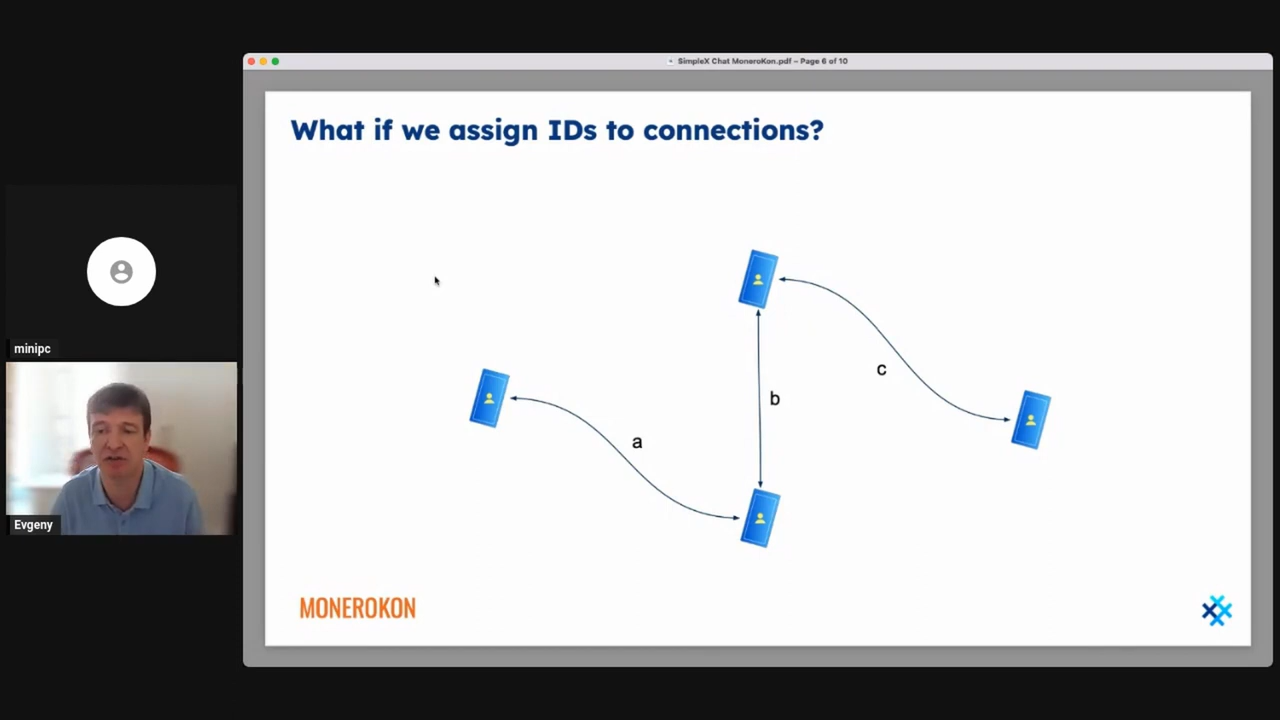 SimpleX Chat MoneroKon.pdf – Page 6 of 10
What if we assign IDs to connections?
minipc
c
b
a
Evgeny
MONEROKON